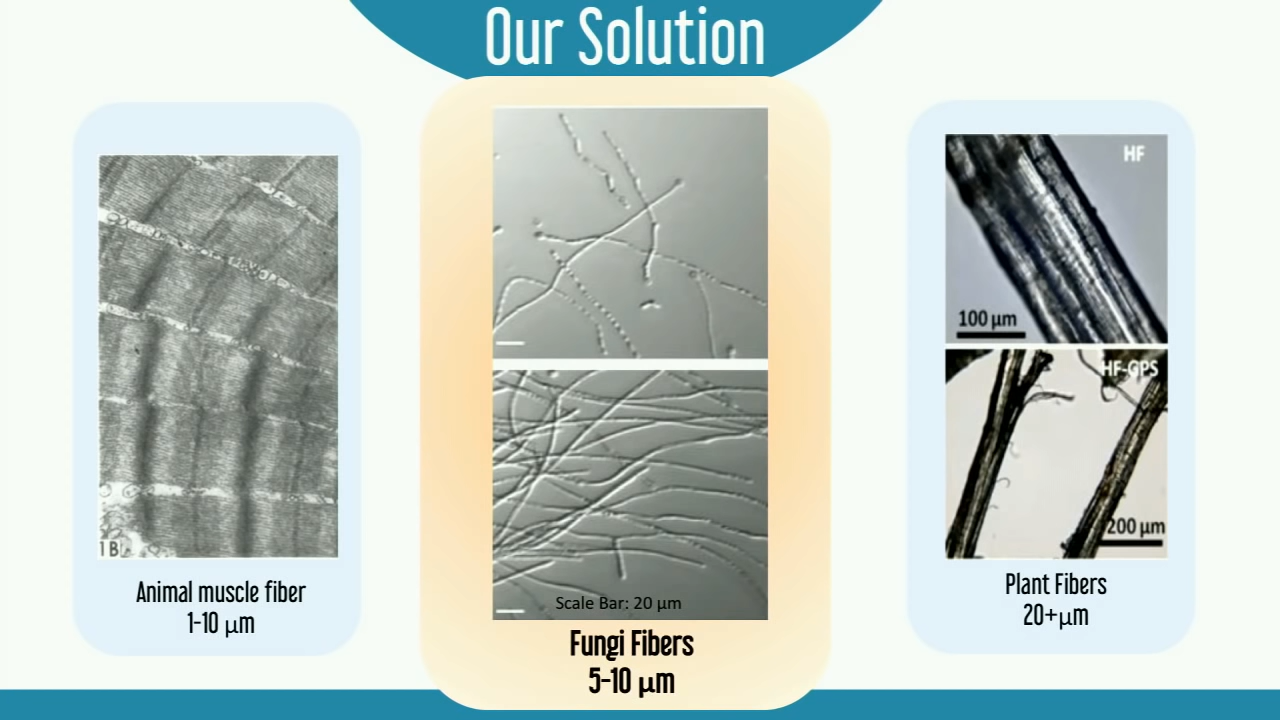 Our Solution
1B
Animal muscle fiber
1-10 μm
Scale Bar: 20 μm
Fungi Fibers
5-10 μm
HF
100 μm
HF-GPS
200 μm
Plant Fibers
20+μm